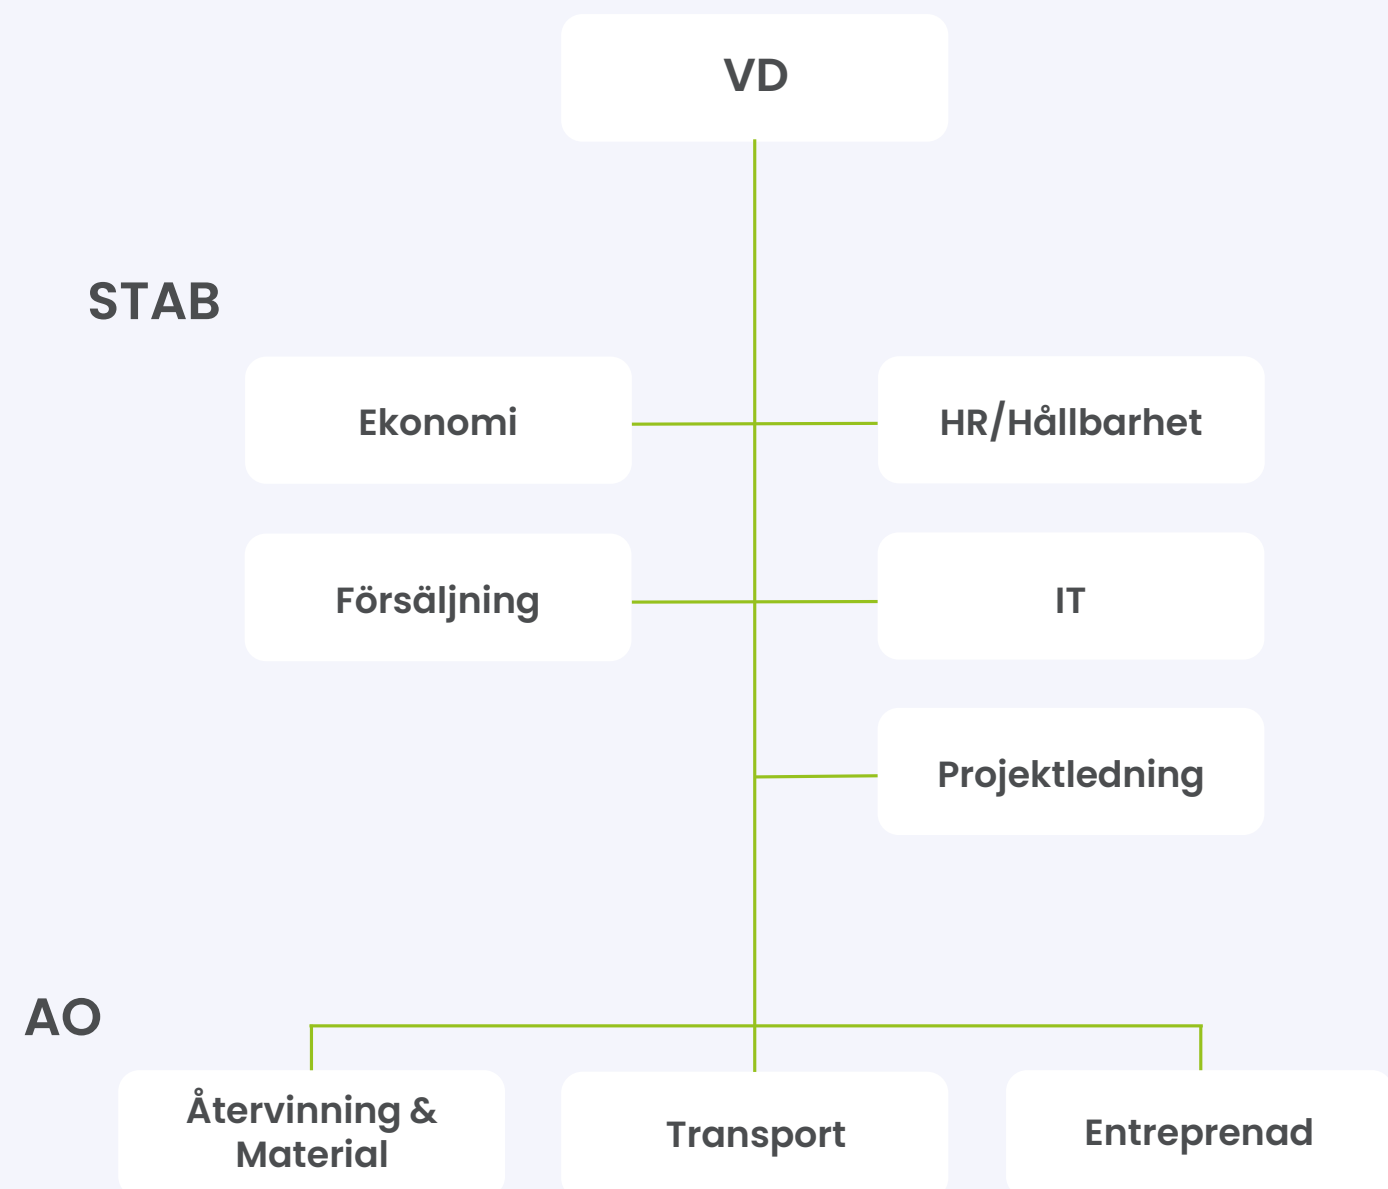 VD
STAB
Ekonomi
HR/Hållbarhet
Försäljning
IT
Projektledning
AO
Återvinning &
Material
Transport
Entreprenad